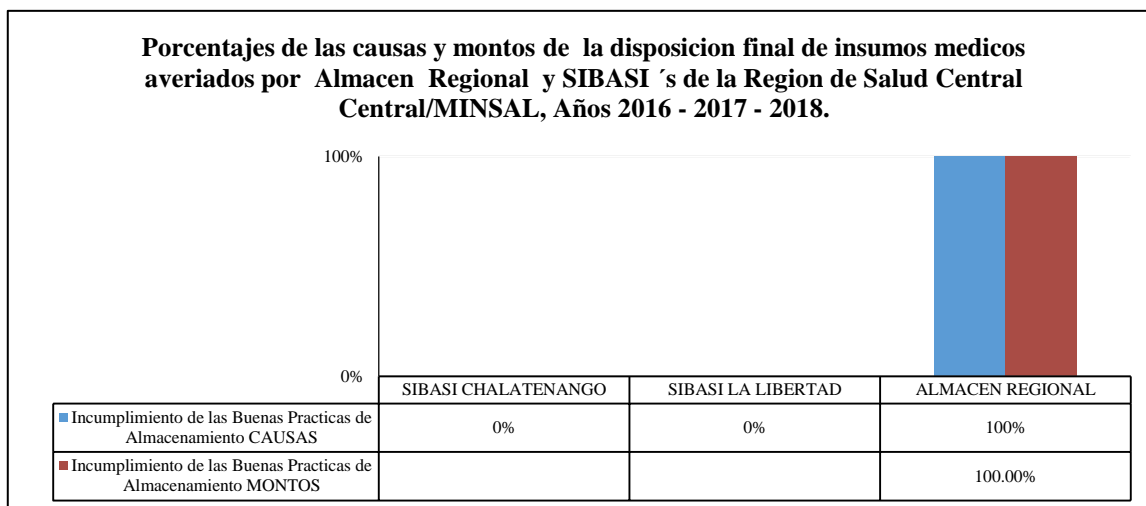 Porcentajes de las causas y montos de la disposicion final de insumos medicos
averiados por Almacen Regional y SIBASI ´s de la Region de Salud Central
Central/MINSAL, Años 2016 - 2017 - 2018.
100%
0%
SIBASI CHALATENANGO SIBASI LA LIBERTAD ALMACEN REGIONAL
Incumplimiento de las Buenas Practicas de
Almacenamiento CAUSAS
0% 0% 100%
Incumplimiento de las Buenas Practicas de
Almacenamiento MONTOS
100.00%